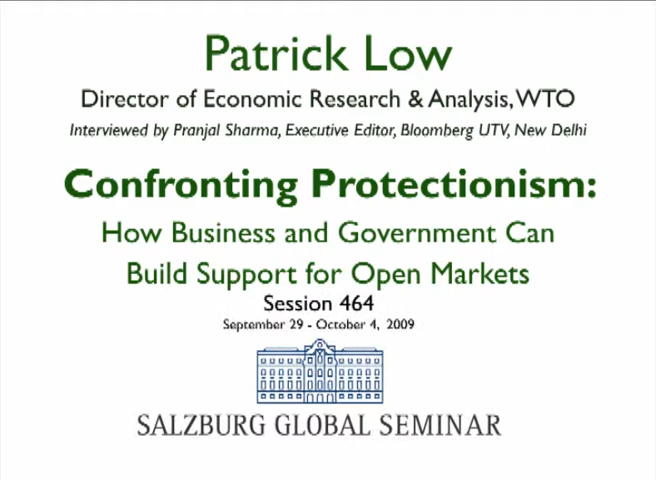 Patrick Low
Director of Economic Research & Analysis, WTO
Interviewed by Pranjal Sharma, Executive Editor, Bloomberg UTV, New Delhi
Confronting Protectionism:
How Business and Government Can
Build Support for Open Markets
Session 464
September 29 - October 4, 2009
SALZBURG GLOBAL SEMINAR